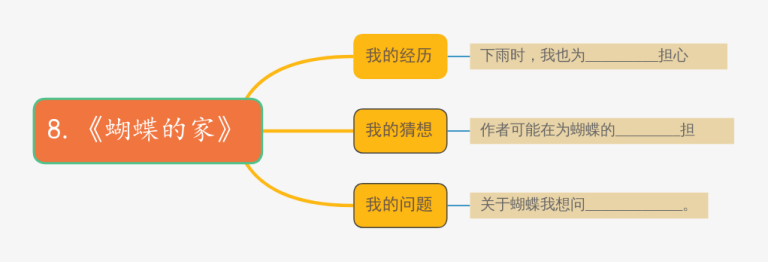 8. 《蝴蝶的家》
我的经历
下雨时，我也为_________担心
我的猜想
作者可能在为蝴蝶的________担
我的问题
关于蝴蝶我想问____________。